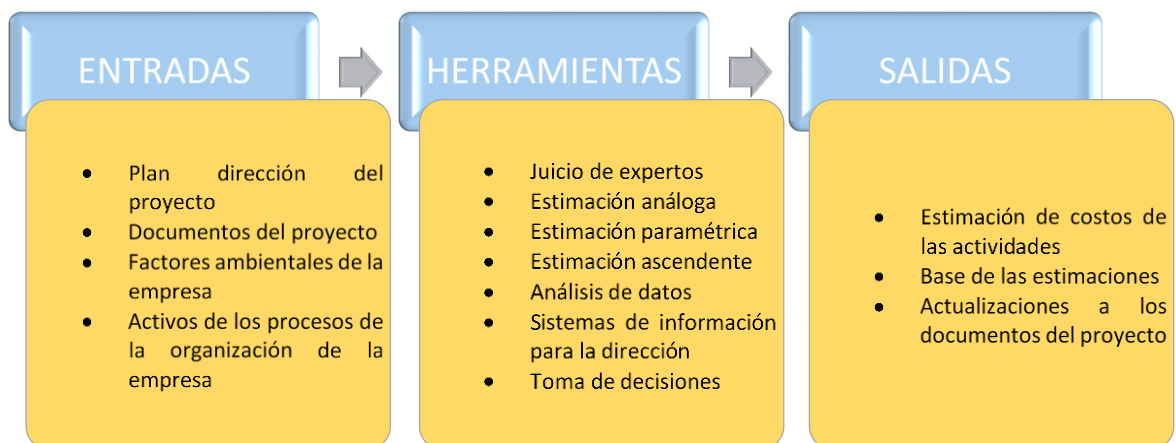 ENTRADAS
Plan dirección del
proyecto
Documentos del proyecto
Factores ambientales de la
empresa
Activos de los procesos de
la organización de la
empresa
HERRAMIENTAS
Juicio de expertos
Estimación análoga
Estimación paramétrica
Estimación ascendente
Análisis de datos
Sistemas de información
para la dirección
Toma de decisiones
SALIDAS
Estimación de costos de
las actividades
Base de las estimaciones
Actualizaciones a los
documentos del proyecto